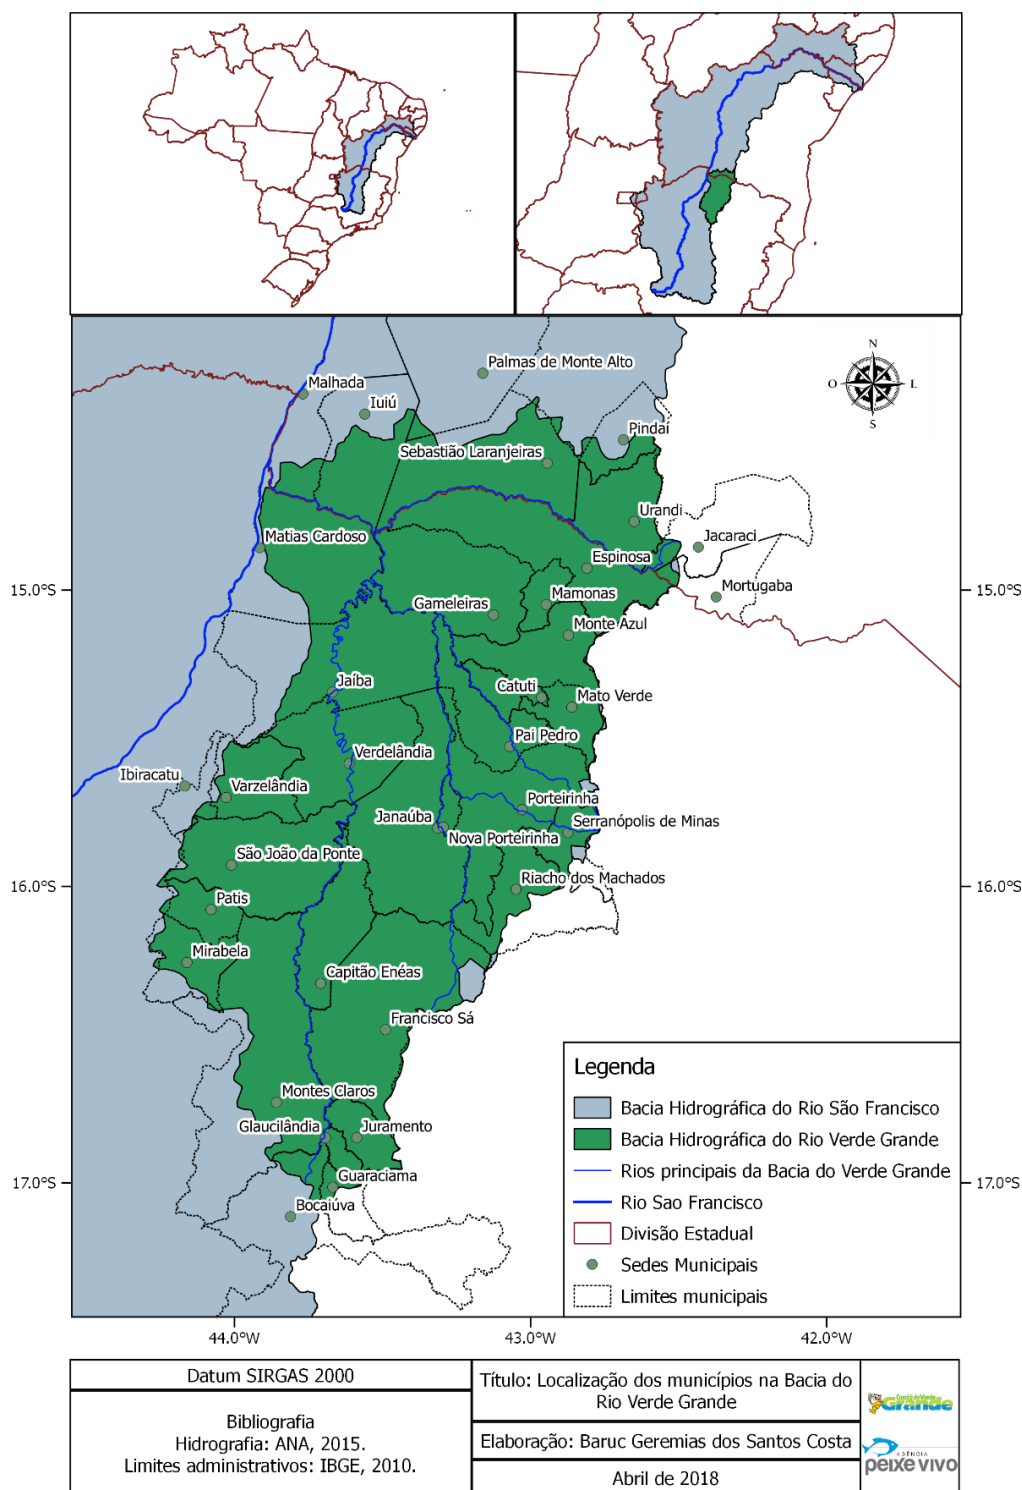 N
O
L
S
Palmas de Monte Alto
Malhada
Iuiú
Pindaí
Sebastião Laranjeiras
Urandi
Jacaraci
Matias Cardoso
Espinosa
Mortugaba
15.0°S
15.0°S
Gameleiras
Mamonas
Monte Azul
Jaíba
Catuti
Mato Verde
Pai Pedro
Verdelândia
Ibiracatu
Varzelândia
Porteirinha
Janaúba
Serranópolis de Minas
Nova Porteirinha
São João da Ponte
Riacho dos Machados
16.0°S
16.0°S
Patis
Mirabela
Capitão Enéas
Francisco Sá
Montes Claros
Glaucilândia
Juramento
Guaraciama
17.0°S
17.0°S
Bocaiúva
Legenda
Bacia Hidrográfica do Rio São Francisco
Bacia Hidrográfica do Rio Verde Grande
Rios principais da Bacia do Verde Grande
Rio Sao Francisco
Divisão Estadual
Sedes Municipais
Limites municipais
44.0°W
43.0°W
42.0°W
Datum SIRGAS 2000
Bibliografia
Hidrografia: ANA, 2015.
Limites administrativos: IBGE, 2010.
Título: Localização dos municípios na Bacia do
Rio Verde Grande
Elaboração: Baruc Geremias dos Santos Costa
Abril de 2018
Grande
AGÊNCIA
peixe vivo